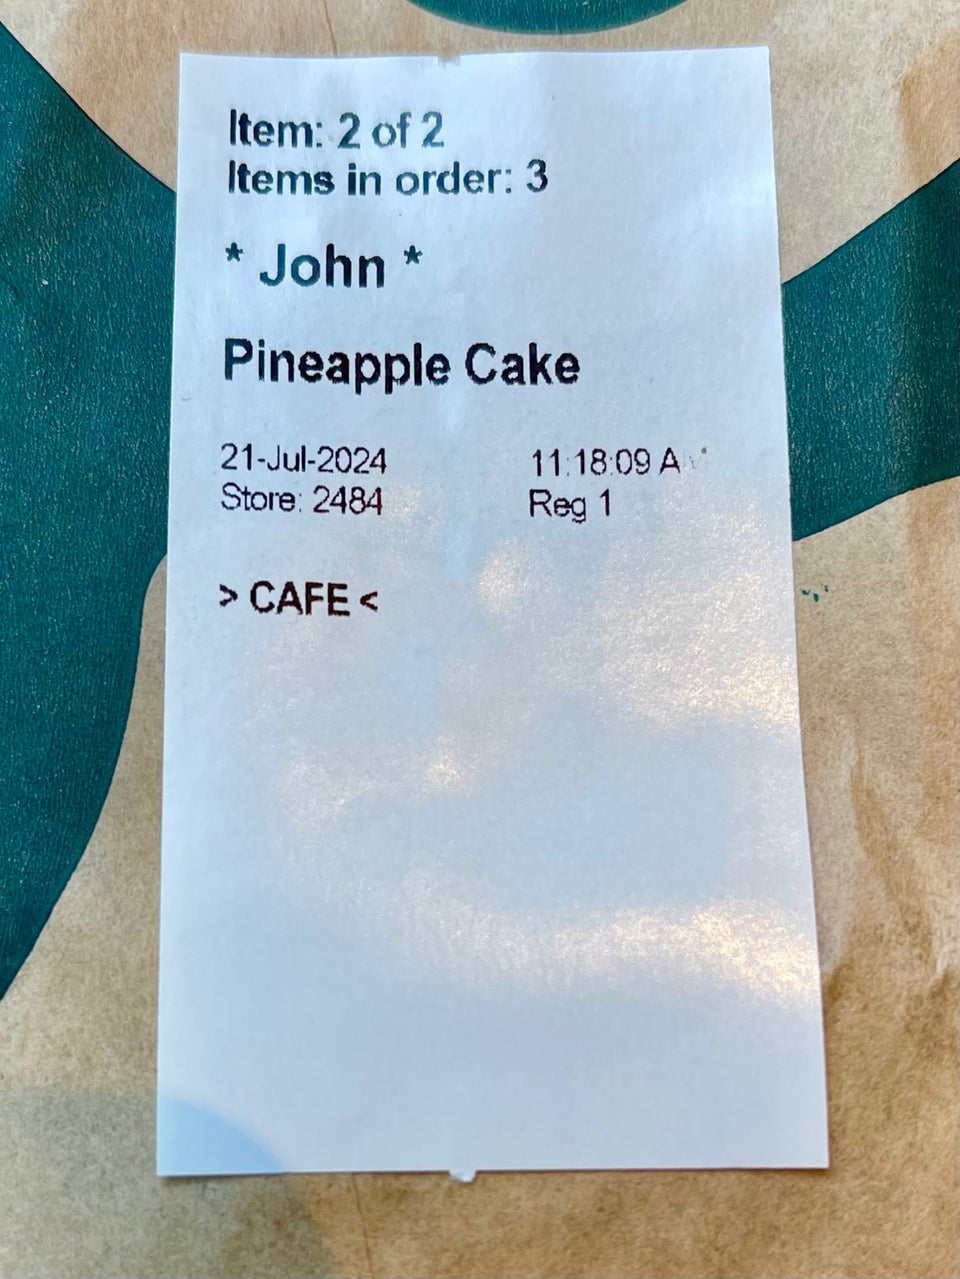 Item: 2 of 2
Items in order: 3
* John *
Pineapple Cake
21-Jul-2024 11:18:09 A
Store: 2484 Reg 1
> CAFE <